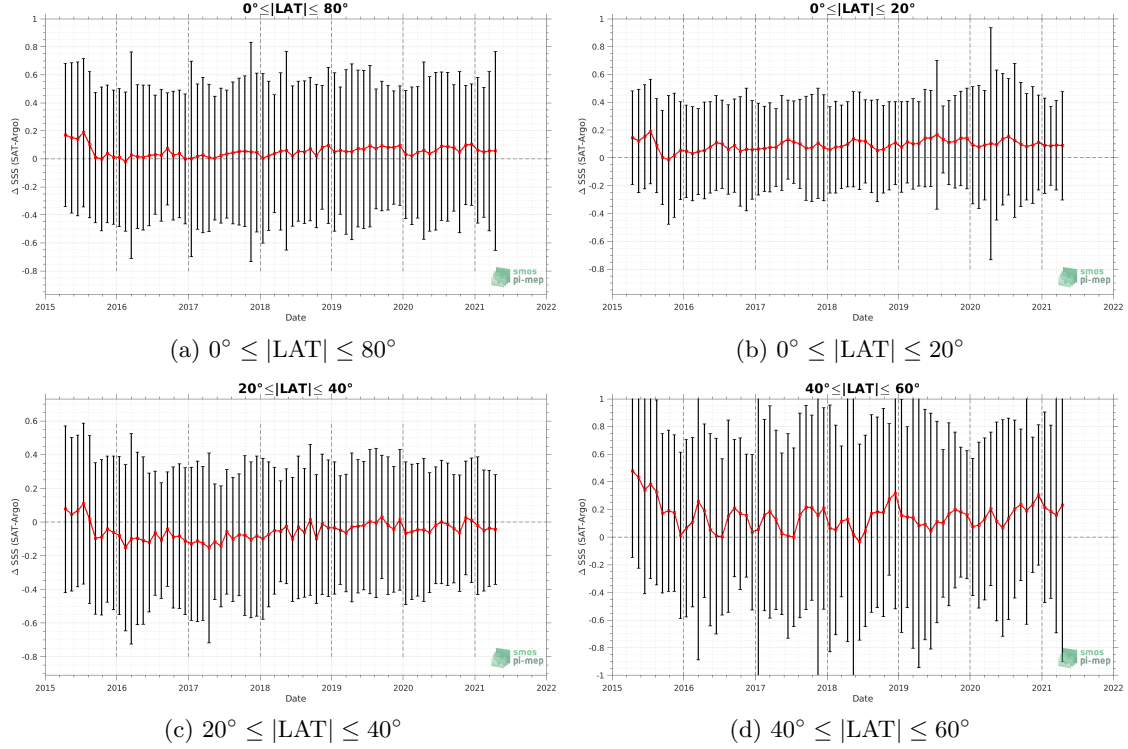 0°≤|LAT|≤ 80°
1
0.8
0.6
0.4
0.2
0
-0.2
-0.4
-0.6
-0.8
Δ SSS (SAT-Argo)
2015 2016 2017 2018 2019 2020 2021 2022
Date
smos
pi-mep
(a) 0° ≤ |LAT| ≤ 80°
0°≤|LAT|≤ 20°
1
0.8
0.6
0.4
0.2
0
-0.2
-0.4
-0.6
-0.8
Δ SSS (SAT-Argo)
2015 2016 2017 2018 2019 2020 2021 2022
Date
smos
pi-mep
(b) 0° ≤ |LAT| ≤ 20°
20°≤|LAT|≤ 40°
0.6
0.4
0.2
0
-0.2
-0.4
-0.6
-0.8
Δ SSS (SAT-Argo)
2015 2016 2017 2018 2019 2020 2021 2022
Date
smos
pi-mep
(c) 20° ≤ |LAT| ≤ 40°
40°≤|LAT|≤ 60°
1
0.8
0.6
0.4
0.2
0
-0.2
-0.4
-0.6
-0.8
-1
Δ SSS (SAT-Argo)
2015 2016 2017 2018 2019 2020 2021 2022
Date
smos
pi-mep
(d) 40° ≤ |LAT| ≤ 60°